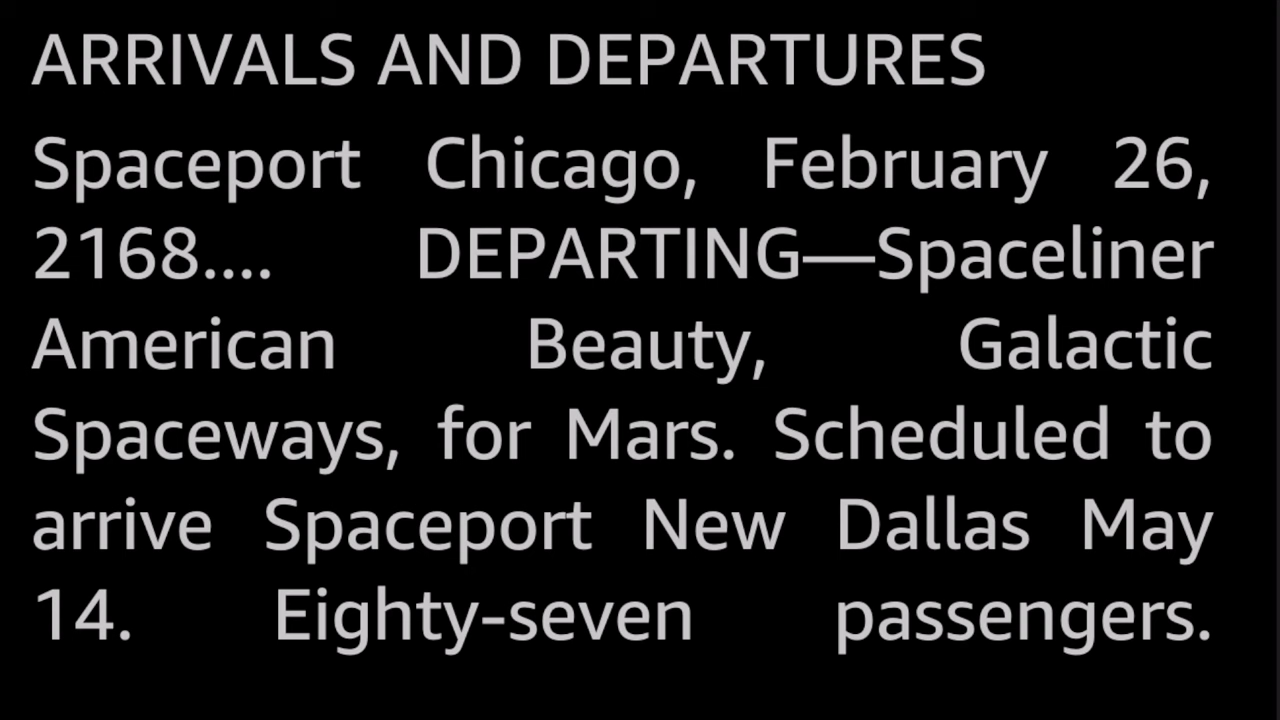 ARRIVALS AND DEPARTURES
Spaceport Chicago, February 26,
2168.... DEPARTING—Spaceliner
American Beauty, Galactic
Spaceways, for Mars. Scheduled to
arrive Spaceport New Dallas May
14. Eighty-seven passengers.